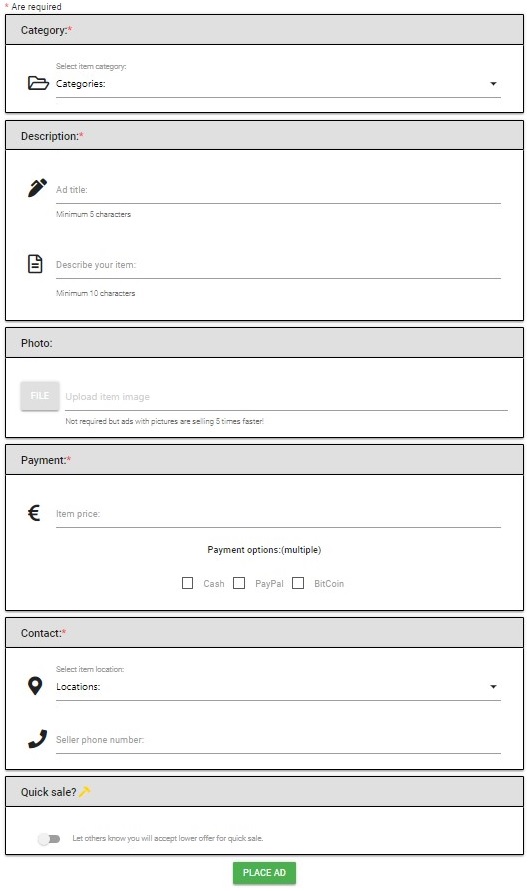 * Are required
Category:*
Select item category:
Categories:
Description:*
Ad title:
Minimum 5 characters
Describe your item:
Minimum 10 characters
Photo:
FILE
Upload item image
Not required but ads with pictures are selling 5 times faster!
Payment:*
€
Item price:
Payment options:(multiple)
Cash PayPal BitCoin
Contact:*
Select item location:
Locations:
Seller phone number:
Quick sale?
Let others know you will accept lower offer for quick sale.
PLACE AD